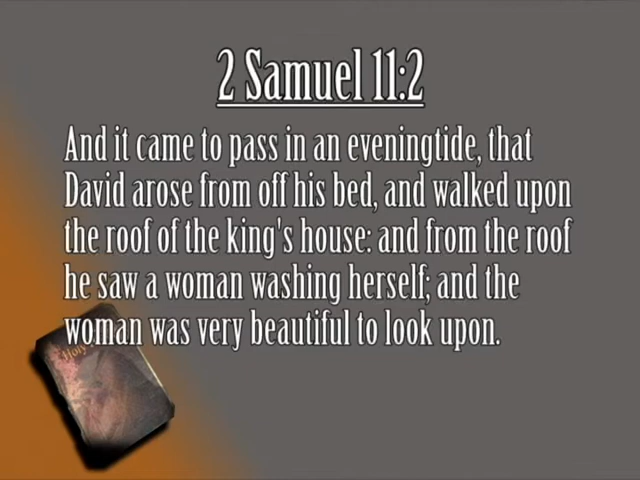 2 Samuel 11:2
And it came to pass in an eveningtide, that
David arose from off his bed, and walked upon
the roof of the king's house: and from the roof
he saw a woman washing herself; and the
woman was very beautiful to look upon.
Holy